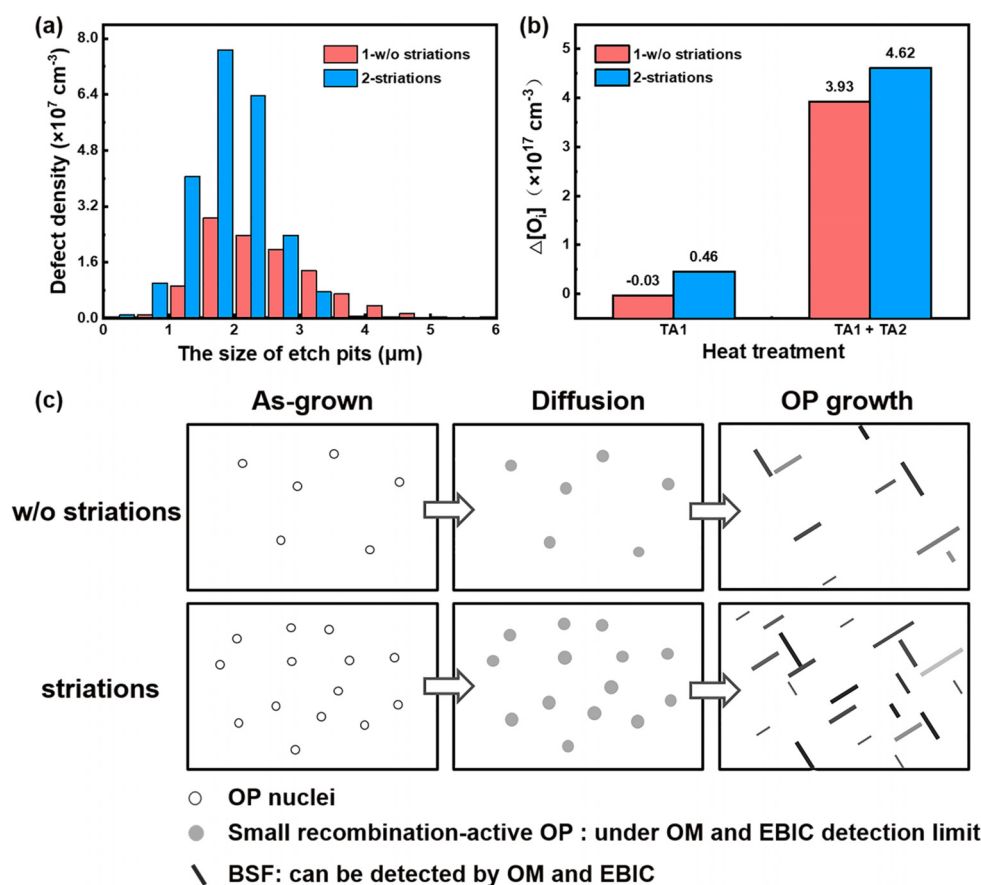 (a)
8.0
6.4
4.8
3.2
1.6
0.0
Defect density (×10⁷ cm⁻³)
1-w/o striations
2-striations
0 1 2 3 4 5 6
The size of etch pits (μm)
(b)
5
4
3
2
1
0
△[Oᵢ] (×10¹⁷ cm⁻³)
1-w/o striations
2-striations
-0.03
0.46
3.93
4.62
TA1 TA1 + TA2
Heat treatment
(c)
As-grown Diffusion OP growth
w/o striations
striations
OP nuclei
Small recombination-active OP : under OM and EBIC detection limit
BSF: can be detected by OM and EBIC